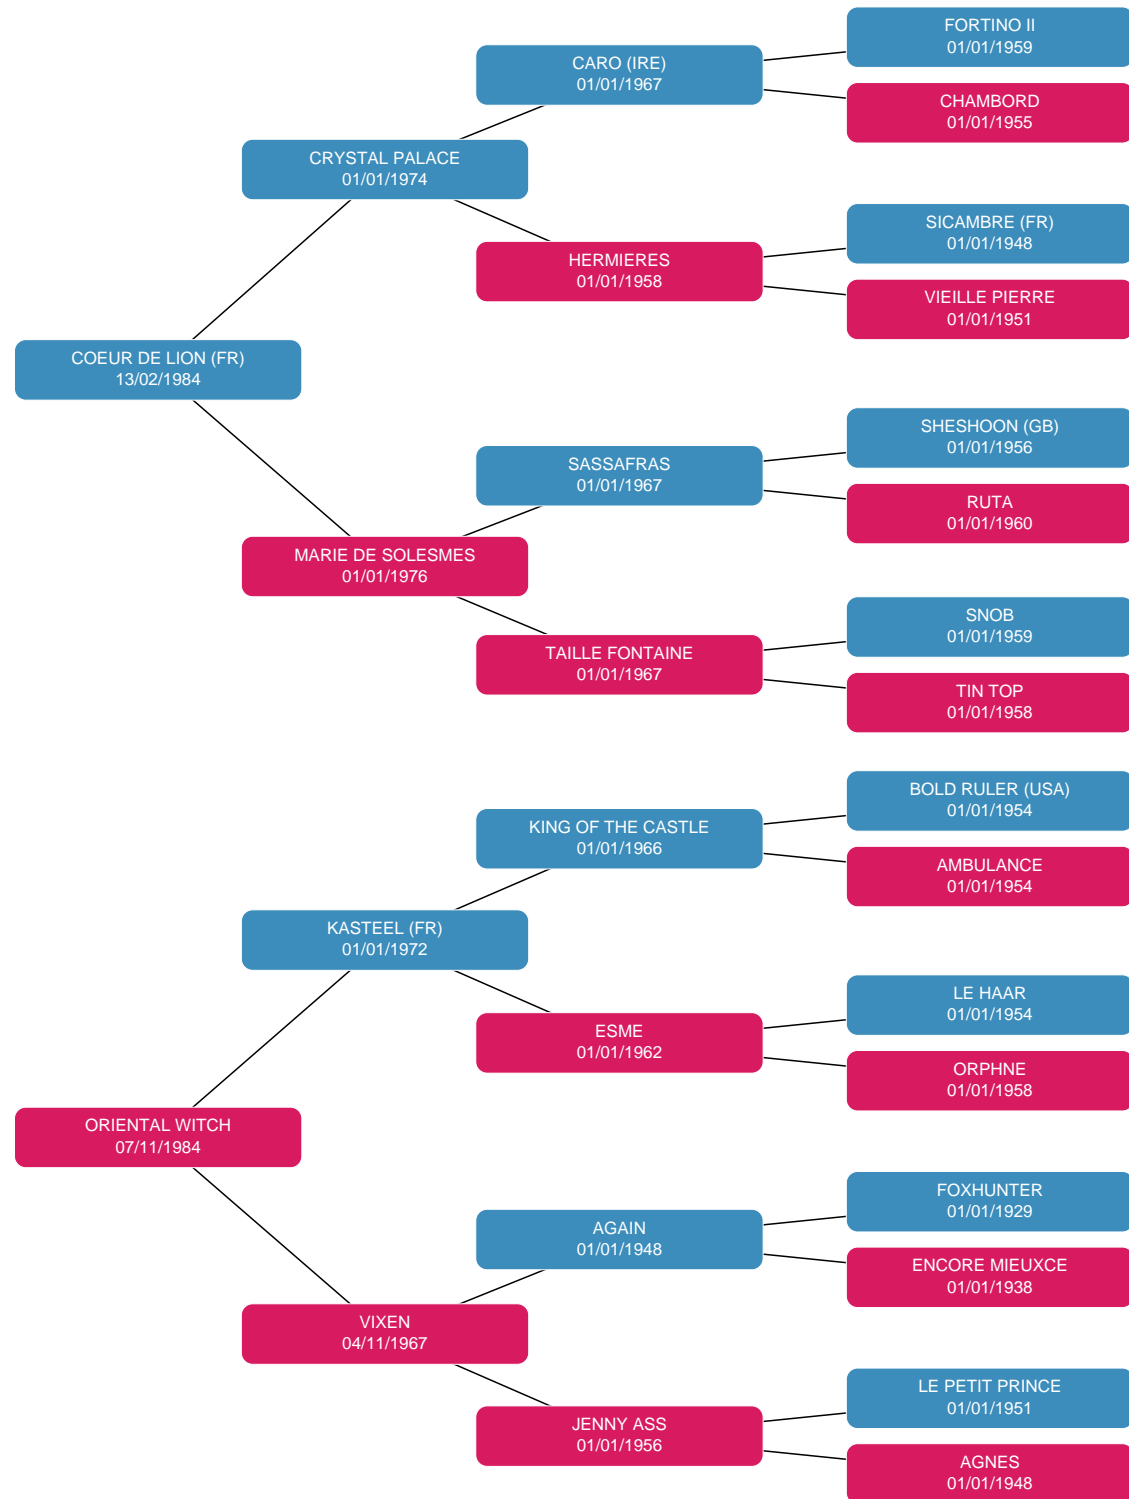 FORTINO II
01/01/1959
CARO (IRE)
01/01/1967
CHAMBORD
01/01/1955
CRYSTAL PALACE
01/01/1974
SICAMBRE (FR)
01/01/1948
HERMIERES
01/01/1958
VIEILLE PIERRE
01/01/1951
COEUR DE LION (FR)
13/02/1984
SHESHOON (GB)
01/01/1956
SASSAFRAS
01/01/1967
RUTA
01/01/1960
MARIE DE SOLESMES
01/01/1976
SNOB
01/01/1959
TAILLE FONTAINE
01/01/1967
TIN TOP
01/01/1958
BOLD RULER (USA)
01/01/1954
KING OF THE CASTLE
01/01/1966
AMBULANCE
01/01/1954
KASTEEL (FR)
01/01/1972
LE HAAR
01/01/1954
ESME
01/01/1962
ORPHNE
01/01/1958
ORIENTAL WITCH
07/11/1984
FOXHUNTER
01/01/1929
AGAIN
01/01/1948
ENCORE MIEUXCE
01/01/1938
VIXEN
04/11/1967
LE PETIT PRINCE
01/01/1951
JENNY ASS
01/01/1956
AGNES
01/01/1948